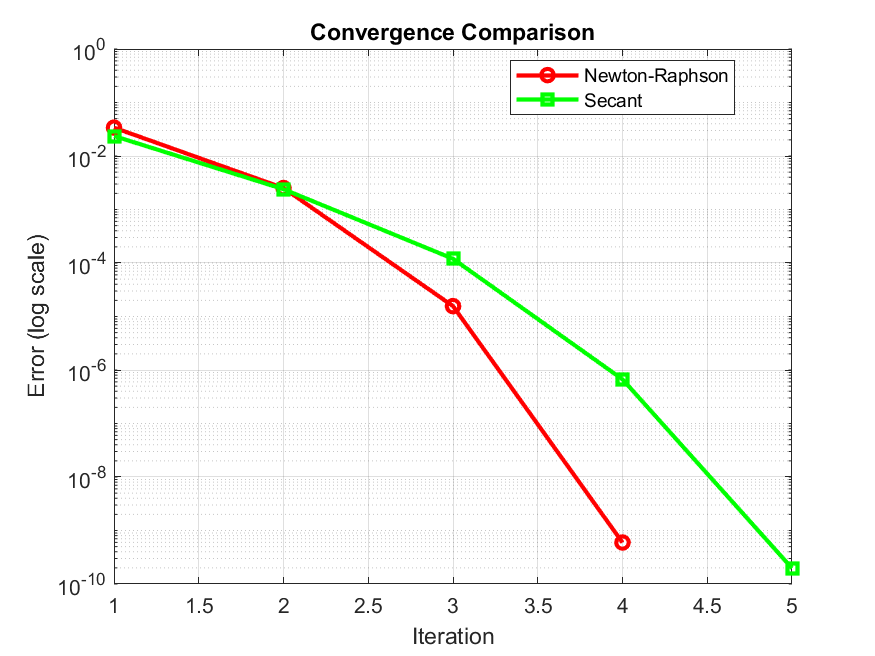 Convergence Comparison
Newton-Raphson
Secant
Error (log scale)
10^0
10^-2
10^-4
10^-6
10^-8
10^-10
1 1.5 2 2.5 3 3.5 4 4.5 5
Iteration